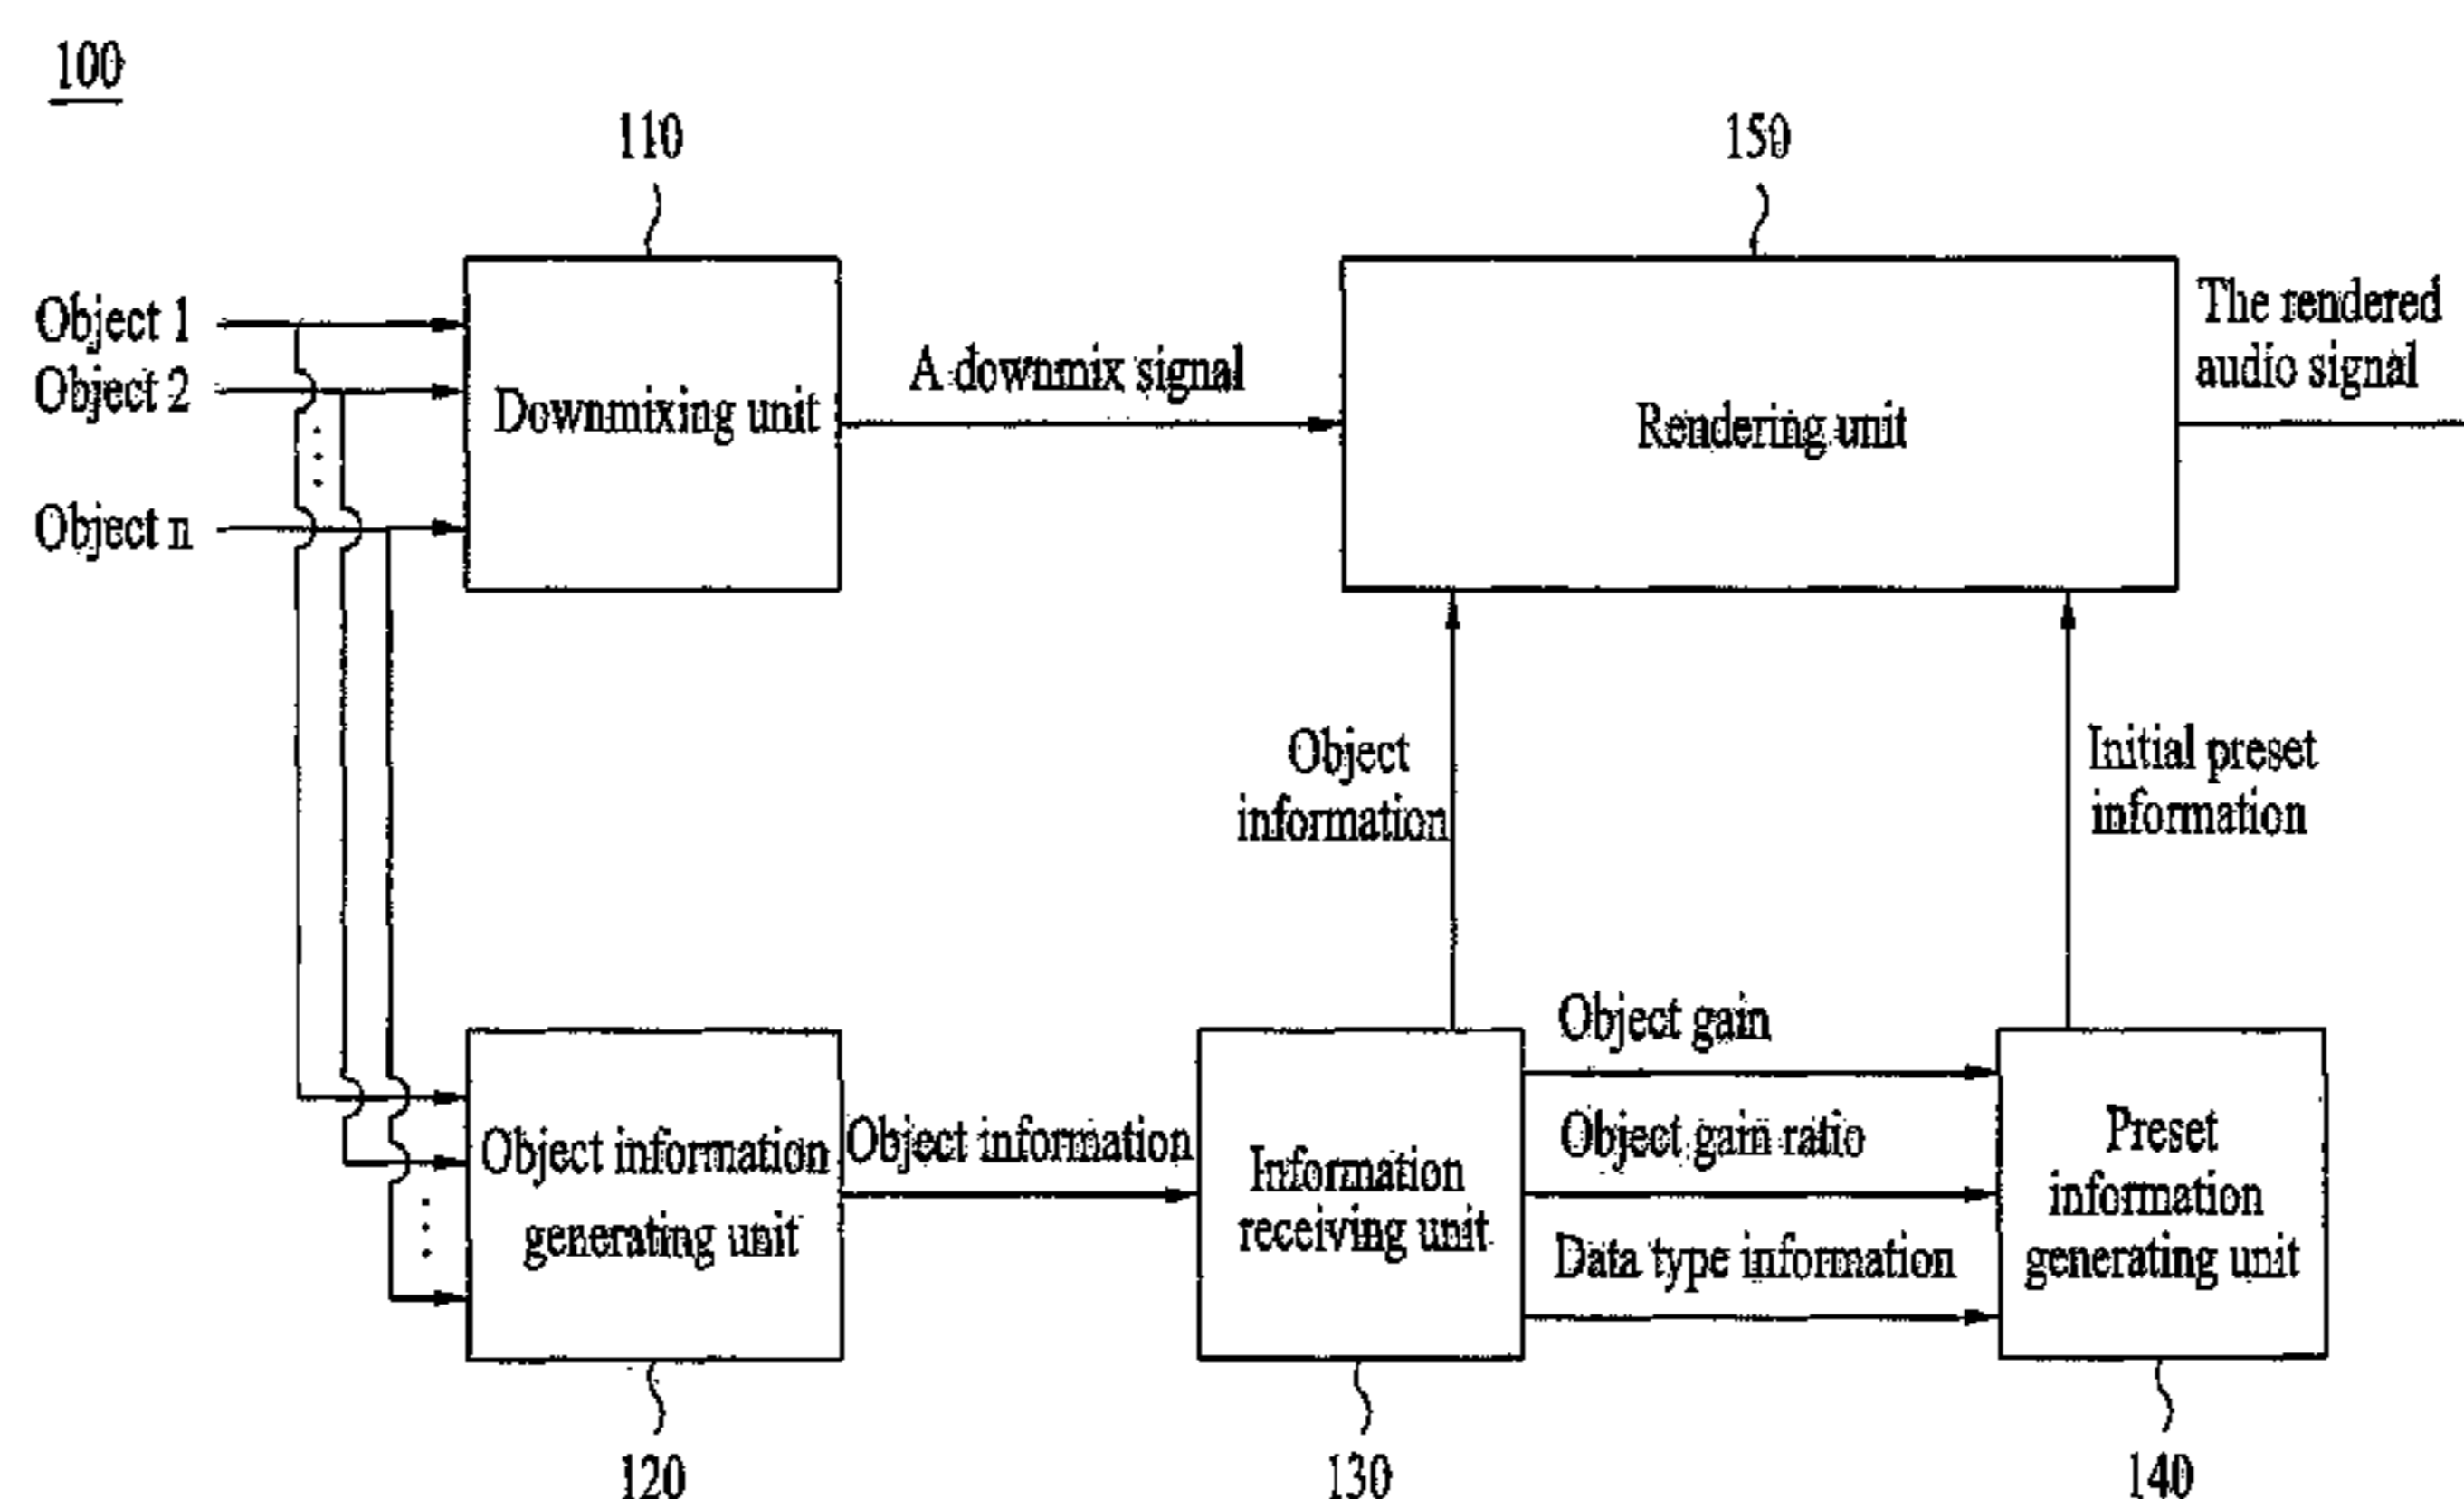 100
110
150
Object 1
Object 2
Object n
Downmixing unit
A downmix signal
Rendering unit
The rendered
audio signal
Object
information
Initial preset
information
Object information
generating unit
Object information
Information
receiving unit
Object gain
Object gain ratio
Data type information
Preset
information
generating unit
120
130
140